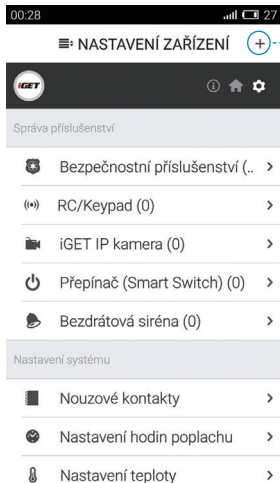 00:28 27
NASTAVENÍ ZAŘÍZENÍ +
iGET
Správa příslušenství
Bezpečnostní příslušenství (..
RC/Keypad (0)
iGET IP kamera (0)
Přepínač (Smart Switch) (0)
Bezdrátová siréna (0)
Nastavení systému
Nouzové kontakty
Nastavení hodin poplachu
Nastavení teploty